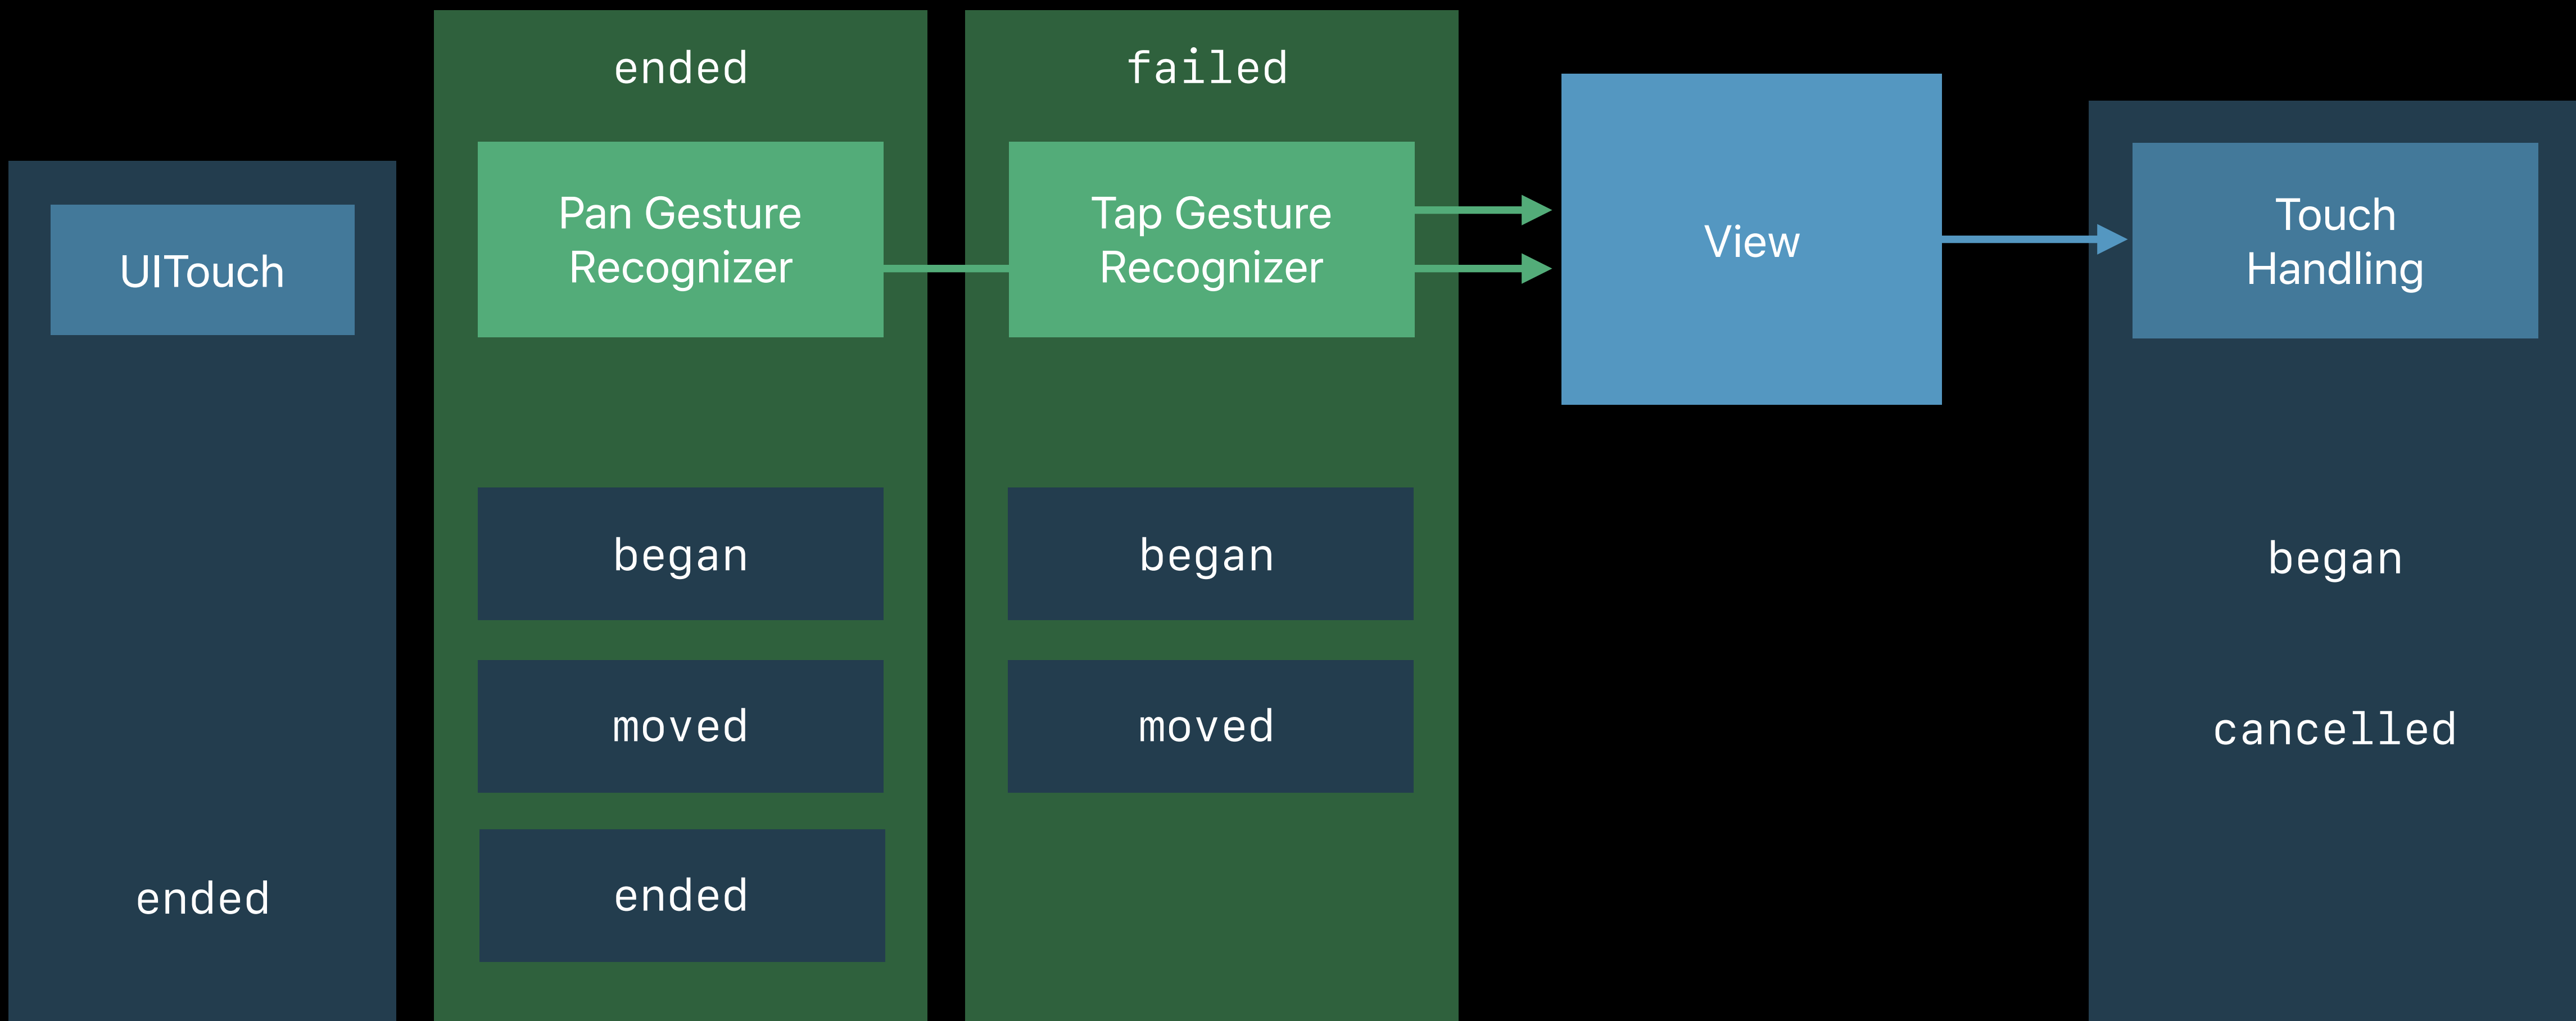 ended
failed
UITouch
Pan Gesture
Recognizer
Tap Gesture
Recognizer
View
Touch
Handling
began
began
began
moved
moved
cancelled
ended
ended